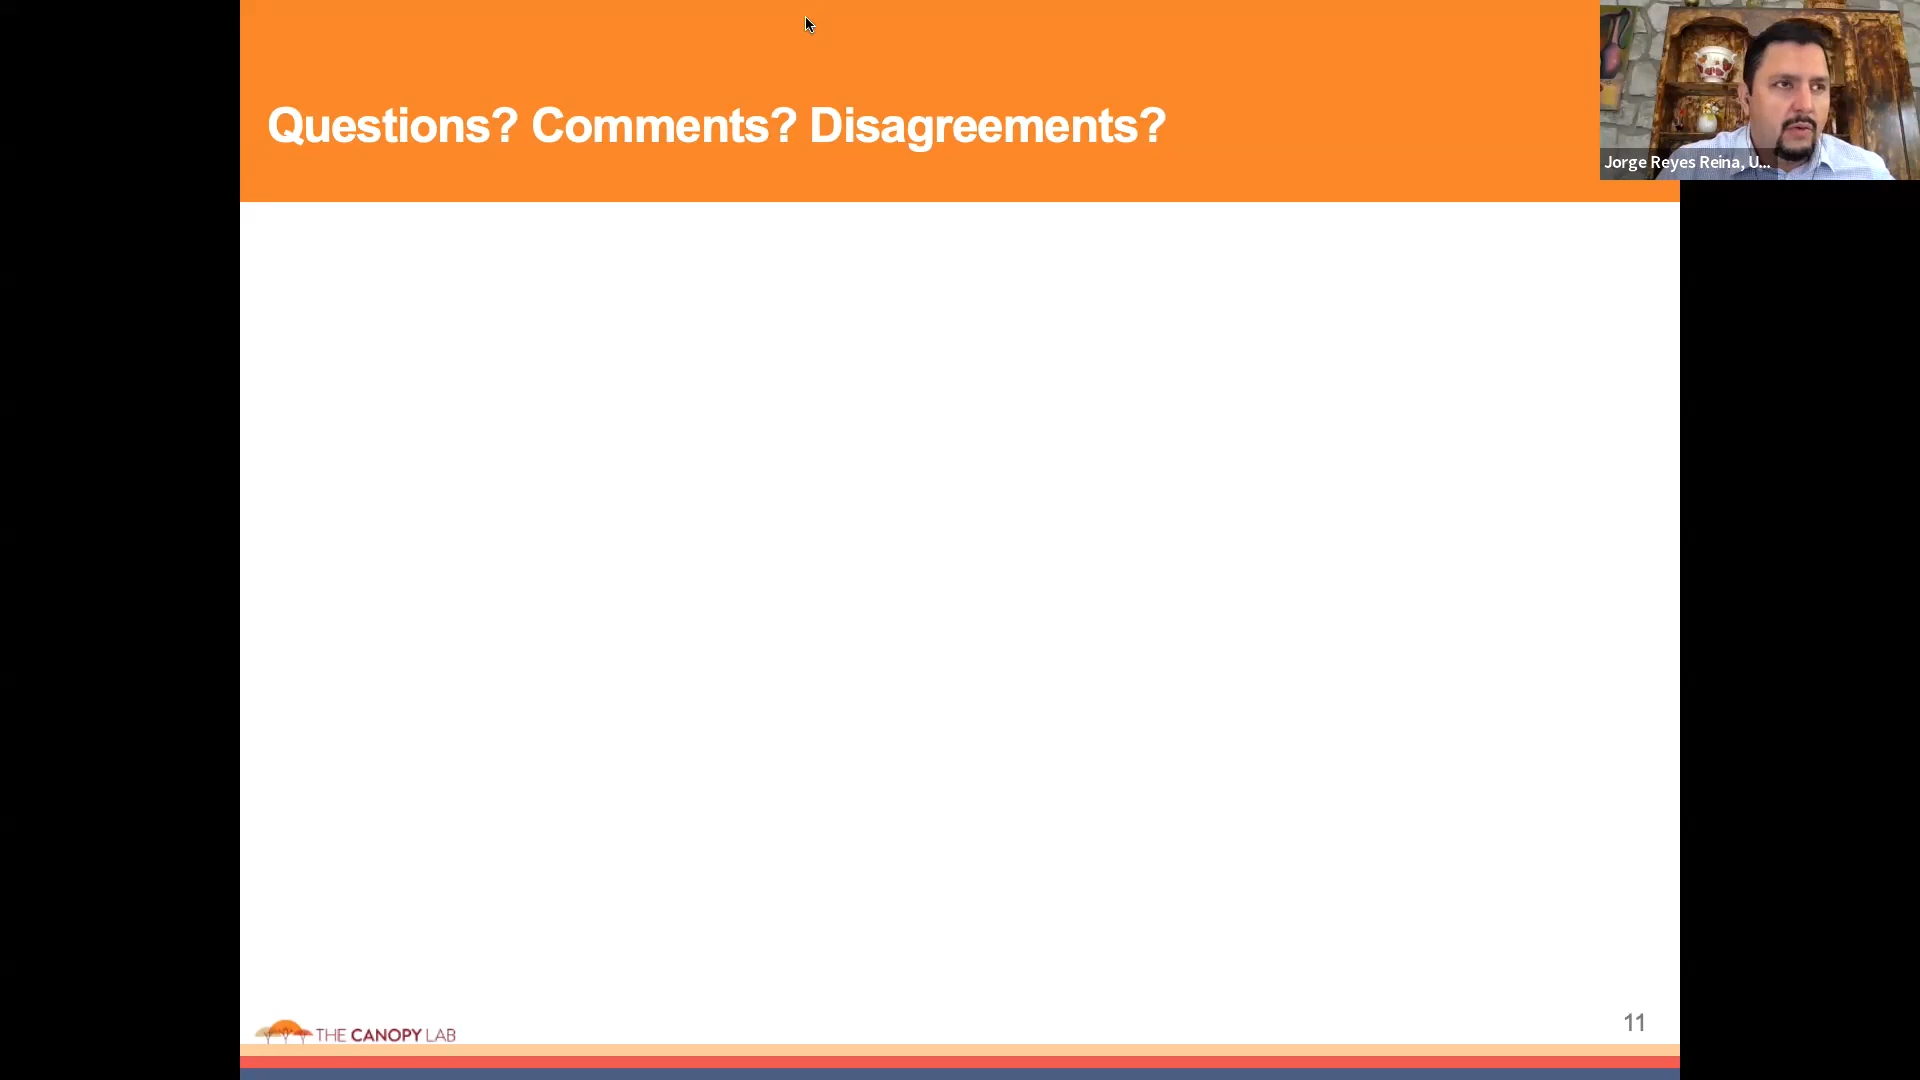 Questions? Comments? Disagreements?
Jorge Reyes Reina, U...
THE CANOPY LAB
11